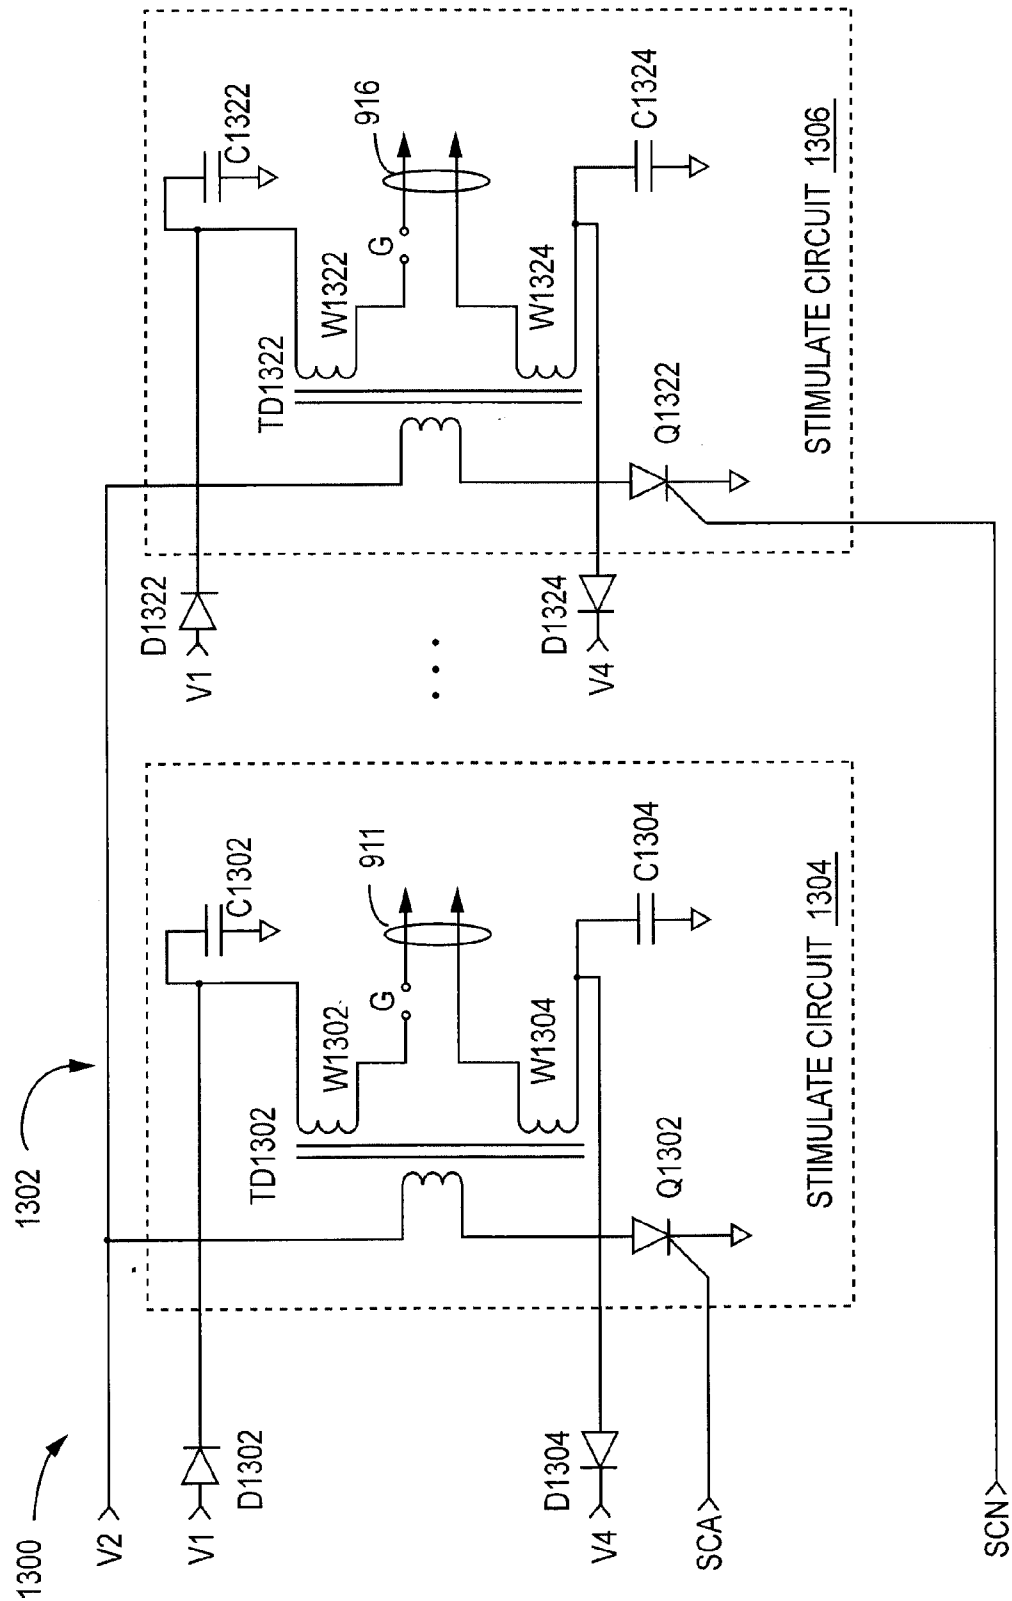 1300
1302
V2
V1
D1302
V4
D1304
SCA
SCN
TD1302
W1302
W1304
C1302
G
911
C1304
Q1302
STIMULATE CIRCUIT 1304
V1
D1322
V4
D1324
TD1322
W1322
W1324
C1322
G
916
C1324
Q1322
STIMULATE CIRCUIT 1306